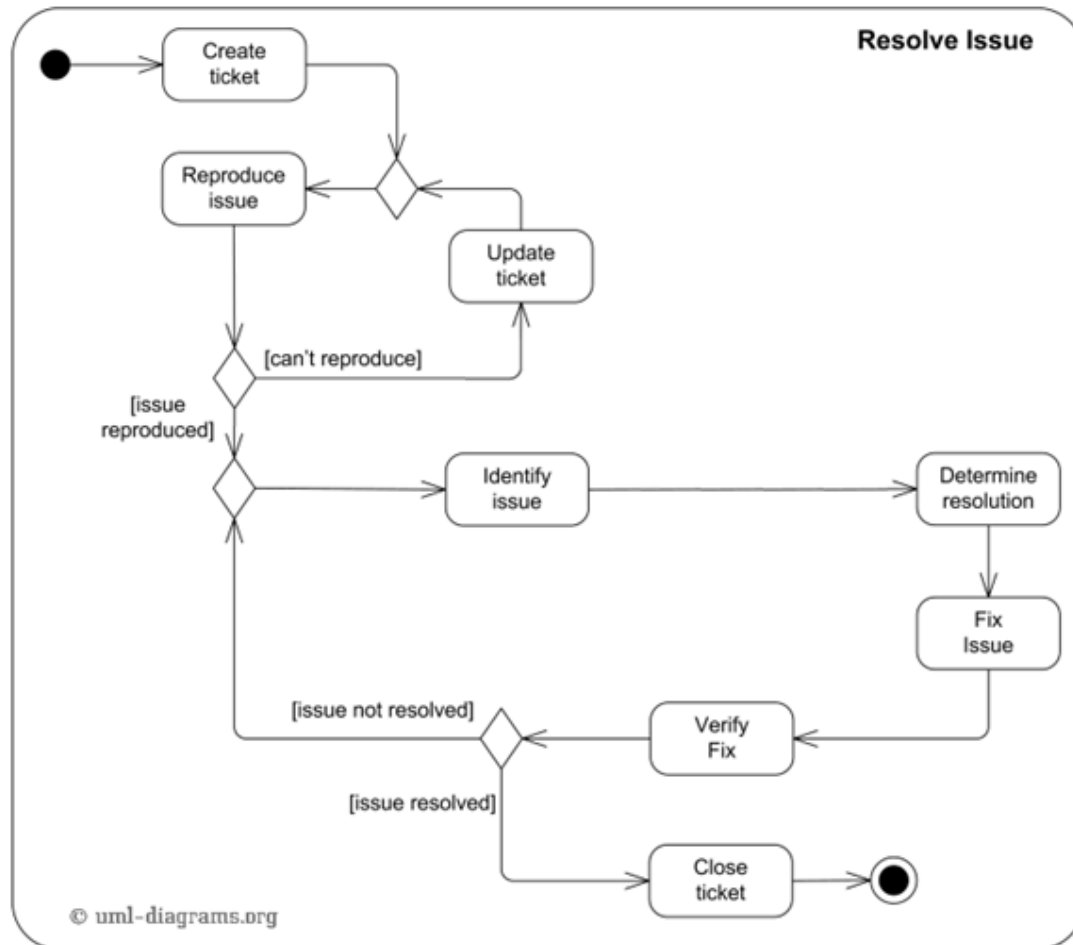 Resolve Issue
Create
ticket
Reproduce
issue
Update
ticket
[can't reproduce]
[issue
reproduced]
Identify
issue
Determine
resolution
Fix
Issue
[issue not resolved]
Verify
Fix
[issue resolved]
Close
ticket
© uml-diagrams.org